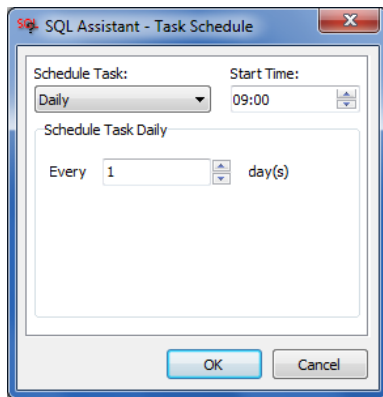 SQL Assistant - Task Schedule
Schedule Task: Start Time:
Daily 09:00
Schedule Task Daily
Every 1 day(s)
OK Cancel